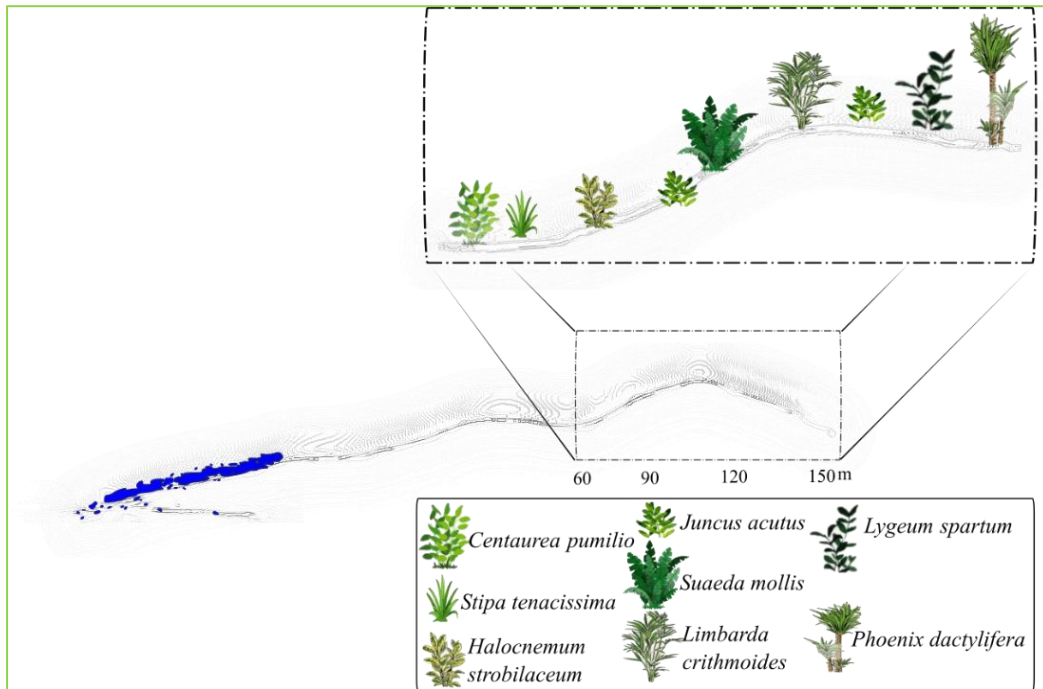 60 90 120 150m
Centaurea pumilio
Juncus acutus
Lygeum spartum
Stipa tenacissima
Suaeda mollis
Halocnemum
strobilaceum
Limbarda
crithmoides
Phoenix dactylifera